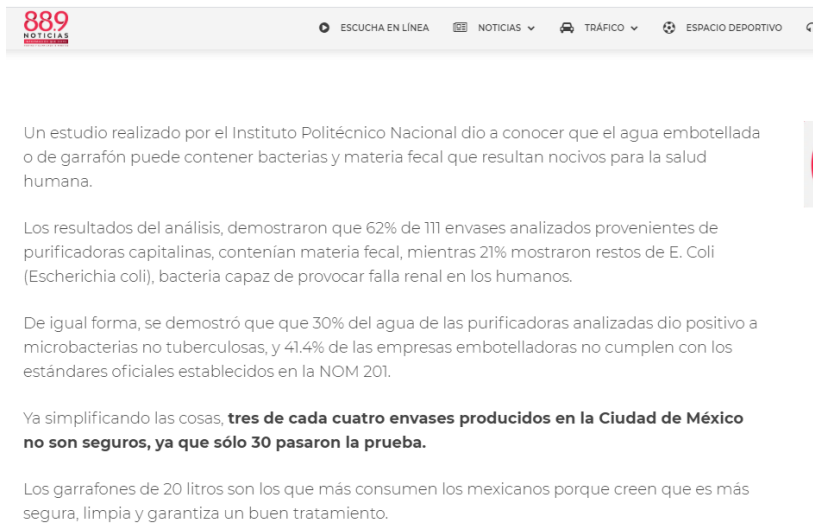 88.9
NOTICIAS
ESCUCHA EN LÍNEA
NOTICIAS
TRÁFICO
ESPACIO DEPORTIVO
Un estudio realizado por el Instituto Politécnico Nacional dio a conocer que el agua embotellada
o de garrafón puede contener bacterias y materia fecal que resultan nocivos para la salud
humana.
Los resultados del análisis, demostraron que 62% de 111 envases analizados provenientes de
purificadoras capitalinas, contenían materia fecal, mientras 21% mostraron restos de E. Coli
(Escherichia coli), bacteria capaz de provocar falla renal en los humanos.
De igual forma, se demostró que que 30% del agua de las purificadoras analizadas dio positivo a
microbacterias no tuberculosas, y 41.4% de las empresas embotelladoras no cumplen con los
estándares oficiales establecidos en la NOM 201.
Ya simplificando las cosas, tres de cada cuatro envases producidos en la Ciudad de México
no son seguros, ya que sólo 30 pasaron la prueba.
Los garrafones de 20 litros son los que más consumen los mexicanos porque creen que es más
segura, limpia y garantiza un buen tratamiento.